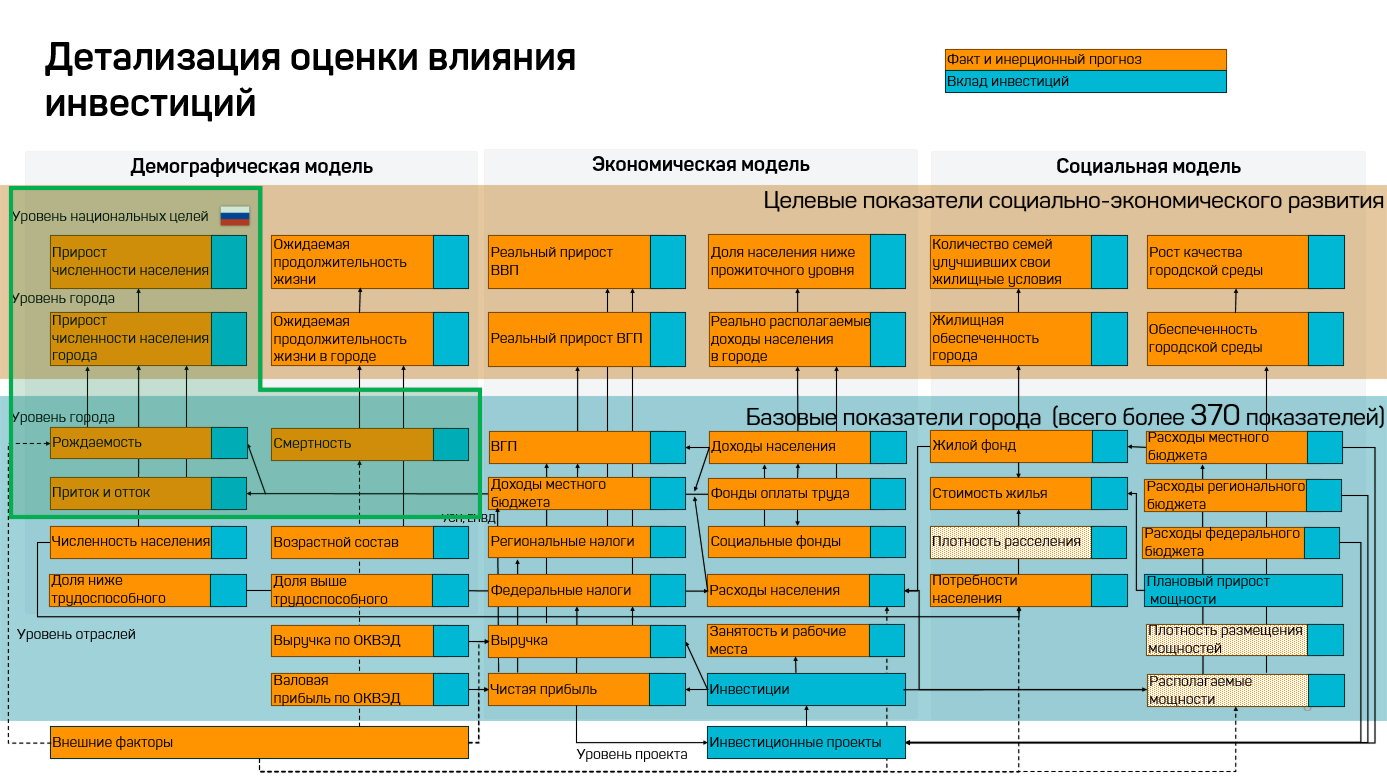 Детализация оценки влияния
инвестиций
Факт и инерционный прогноз
Вклад инвестиций
Демографическая модель
Экономическая модель
Социальная модель
Целевые показатели социально-экономического развития
Уровень национальных целей
Прирост
численности населения
Ожидаемая
продолжительность
жизни
Реальный прирост
ВВП
Доля населения ниже
прожиточного уровня
Количество семей
улучшивших свои
жилищные условия
Рост качества
городской среды
Уровень города
Прирост
численности населения
города
Ожидаемая
продолжительность
жизни в городе
Реальный прирост ВГП
Реально располагаемые
доходы населения
в городе
Жилищная
обеспеченность
города
Обеспеченность
городской среды
Уровень города
Базовые показатели города (всего более 370 показателей)
Рождаемость
Смертность
ВГП
Доходы населения
Жилой фонд
Расходы местного
бюджета
Приток и отток
Доходы местного
бюджета
Фонды оплаты труда
Стоимость жилья
Расходы регионального
бюджета
УСН, ЕНВД
Численность населения
Возрастной состав
Региональные налоги
Социальные фонды
Плотность расселения
Расходы федерального
бюджета
Доля ниже
трудоспособного
Доля выше
трудоспособного
Федеральные налоги
Расходы населения
Потребности
населения
Плановый прирост
мощности
Уровень отраслей
Выручка по ОКВЭД
Выручка
Занятость и рабочие
места
Плотность размещения
мощностей
Валовая
прибыль по ОКВЭД
Чистая прибыль
Инвестиции
Располагаемые
мощности
Внешние факторы
Уровень проекта
Инвестиционные проекты